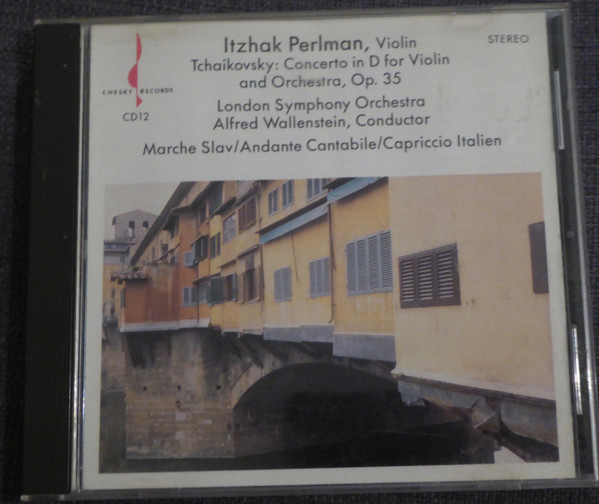 Itzhak Perlman, Violin
STEREO
Tchaikovsky: Concerto in D for Violin
and Orchestra, Op. 35
CHESKY RECORDS
CD12
London Symphony Orchestra
Alfred Wallenstein, Conductor
Marche Slav/Andante Cantabile/Capriccio Italien